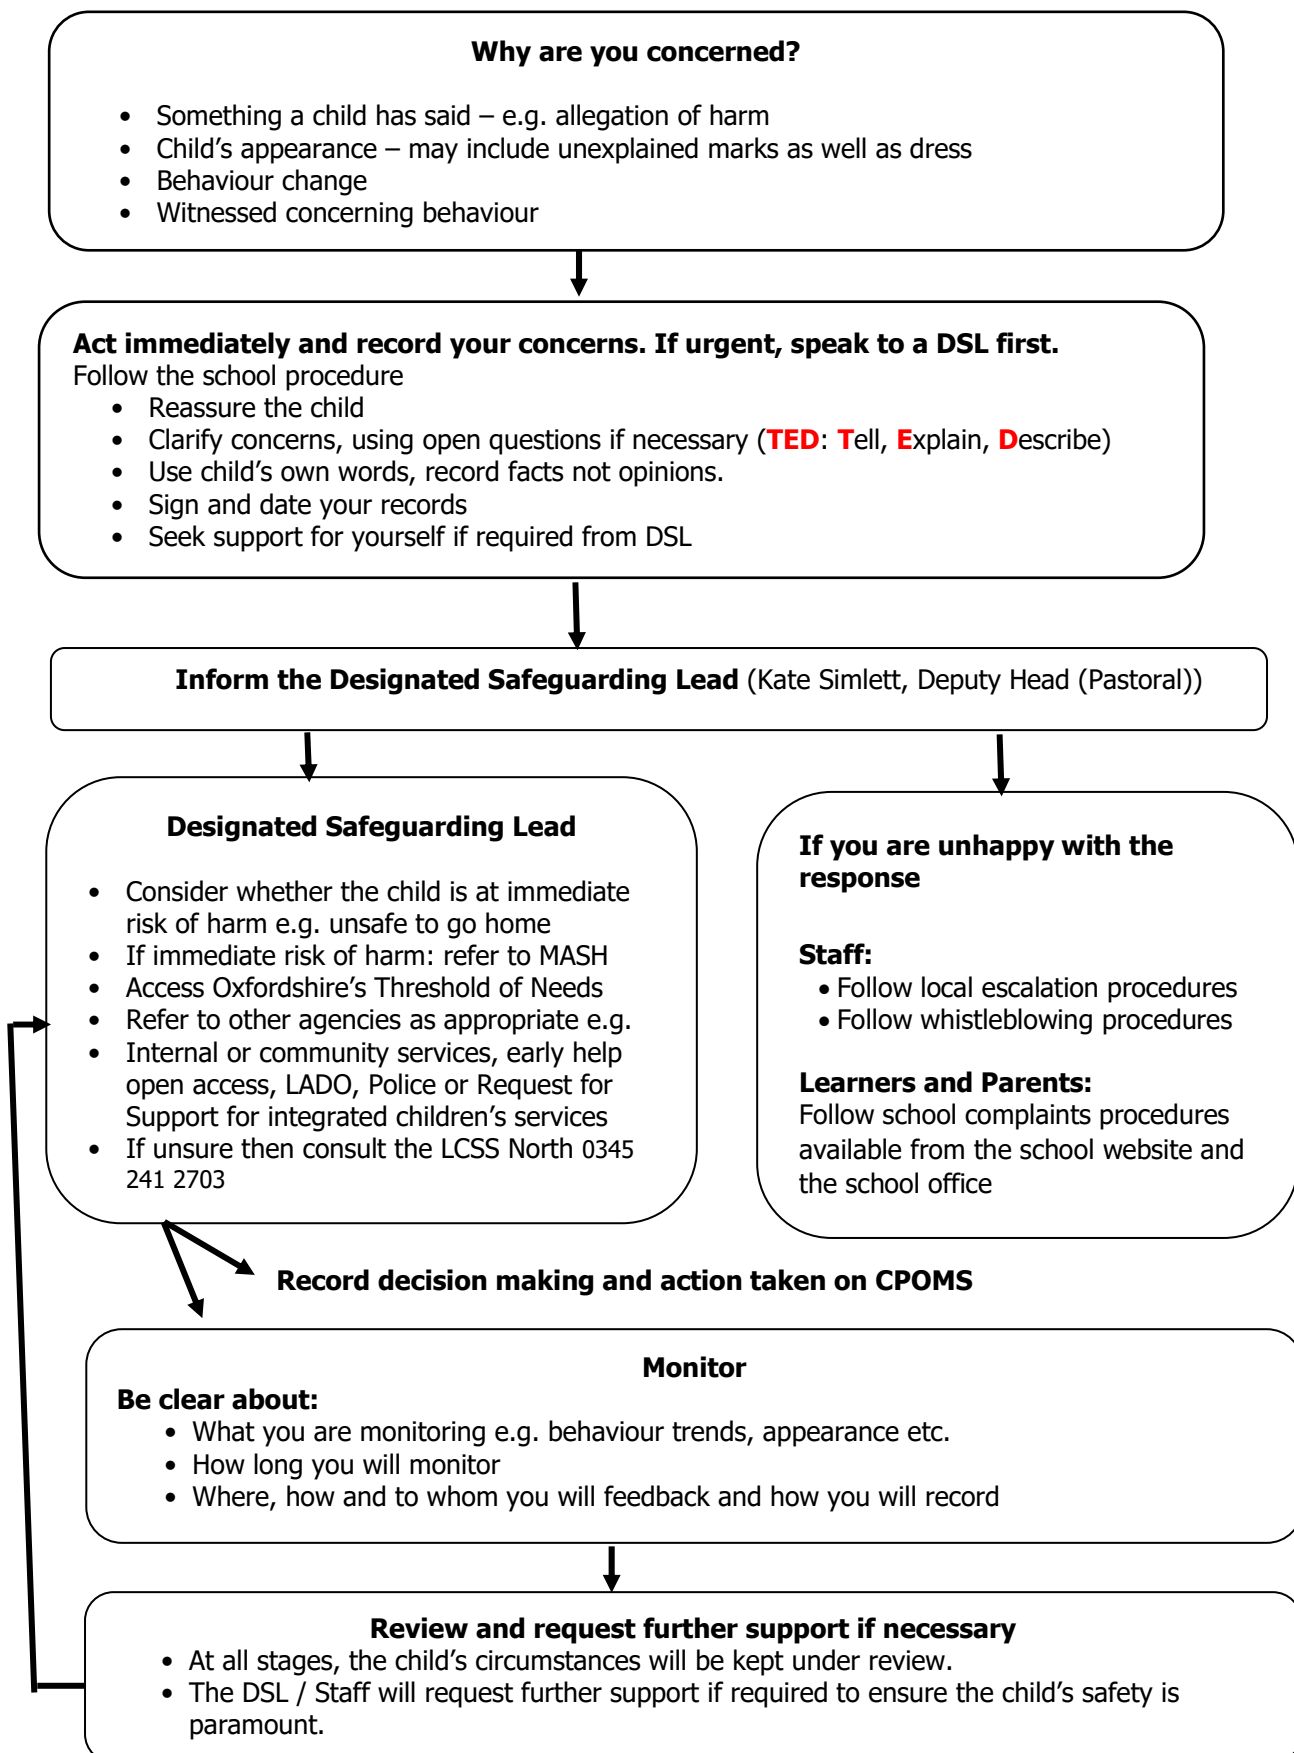 Why are you concerned?
• Something a child has said – e.g. allegation of harm
• Child’s appearance – may include unexplained marks as well as dress
• Behaviour change
• Witnessed concerning behaviour
Act immediately and record your concerns. If urgent, speak to a DSL first.
Follow the school procedure
• Reassure the child
• Clarify concerns, using open questions if necessary (TED: Tell, Explain, Describe)
• Use child’s own words, record facts not opinions.
• Sign and date your records
• Seek support for yourself if required from DSL
Inform the Designated Safeguarding Lead (Kate Simlett, Deputy Head (Pastoral))
Designated Safeguarding Lead
• Consider whether the child is at immediate
risk of harm e.g. unsafe to go home
• If immediate risk of harm: refer to MASH
• Access Oxfordshire’s Threshold of Needs
• Refer to other agencies as appropriate e.g.
• Internal or community services, early help
open access, LADO, Police or Request for
Support for integrated children’s services
• If unsure then consult the LCSS North 0345
241 2703
If you are unhappy with the
response
Staff:
• Follow local escalation procedures
• Follow whistleblowing procedures
Learners and Parents:
Follow school complaints procedures
available from the school website and
the school office
Record decision making and action taken on CPOMS
Monitor
Be clear about:
• What you are monitoring e.g. behaviour trends, appearance etc.
• How long you will monitor
• Where, how and to whom you will feedback and how you will record
Review and request further support if necessary
• At all stages, the child’s circumstances will be kept under review.
• The DSL / Staff will request further support if required to ensure the child’s safety is
paramount.